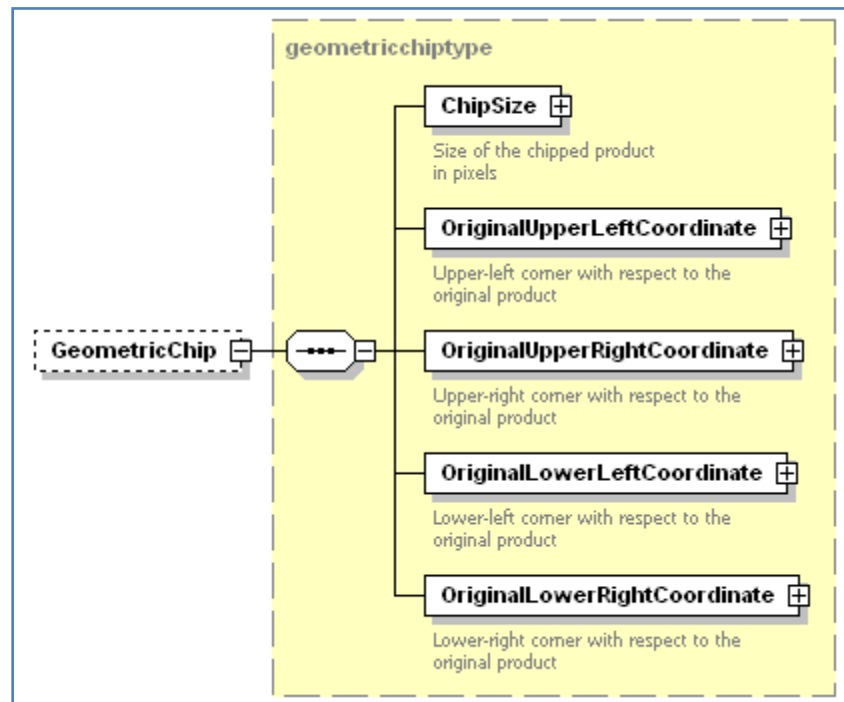 geometricchiptype
ChipSize
Size of the chipped product
in pixels
OriginalUpperLeftCoordinate
Upper-left corner with respect to the
original product
GeometricChip
OriginalUpperRightCoordinate
Upper-right corner with respect to the
original product
OriginalLowerLeftCoordinate
Lower-left corner with respect to the
original product
OriginalLowerRightCoordinate
Lower-right corner with respect to the
original product